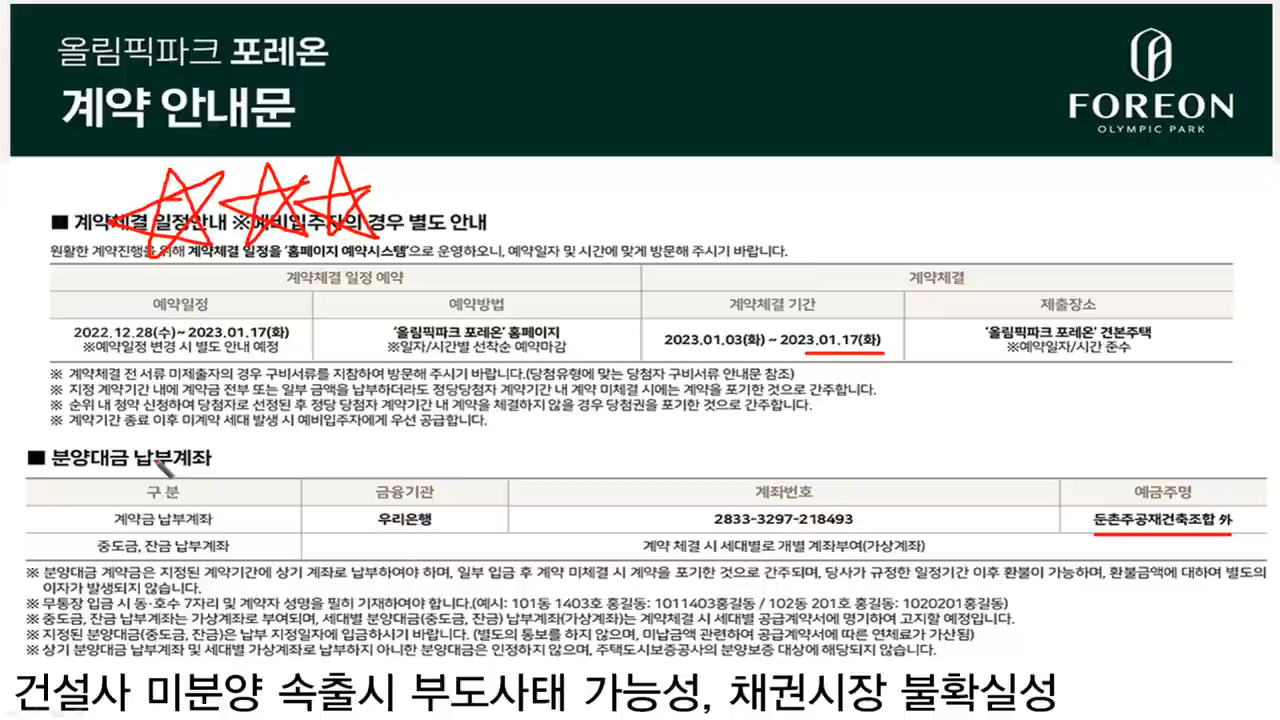 올림픽파크 포레온
계약 안내문
FOREON
OLYMPIC PARK
■ 계약체결 일정안내 ※예비입주자의 경우 별도 안내
원활한 계약진행을 위해 계약체결 일정을 '홈페이지 예약시스템'으로 운영하오니, 예약일자 및 시간에 맞게 방문해 주시기 바랍니다.
계약체결 일정 예약 계약체결
예약일정 예약방법 계약체결 기간 제출장소
2022.12.28(수)~2023.01.17(화) '올림픽파크 포레온' 홈페이지 2023.01.03(화) ~ 2023.01.17(화) '올림픽파크 포레온' 견본주택
※예약일정 변경 시 별도 안내 예정 ※일자/시간별 선착순 예약마감 ※예약일자/시간 준수
※ 계약체결 전 서류 미제출자의 경우 구비서류를 지참하여 방문해 주시기 바랍니다.(당첨유형에 맞는 당첨자 구비서류 안내문 참조)
※ 지정 계약기간 내에 계약금 전부 또는 일부 금액을 납부하더라도 정당당첨자 계약기간 내 계약 미체결 시에는 계약을 포기한 것으로 간주합니다.
※ 순위 내 청약 신청하여 당첨자로 선정된 후 정당 당첨자 계약기간 내 계약을 체결하지 않을 경우 당첨권을 포기한 것으로 간주합니다.
※ 계약기간 종료 이후 미계약 세대 발생 시 예비입주자에게 우선 공급합니다.
■ 분양대금 납부계좌
구 분 금융기관 계좌번호 예금주명
계약금 납부계좌 우리은행 2833-3297-218493 둔촌주공재건축조합 外
중도금, 잔금 납부계좌 계약 체결 시 세대별로 개별 계좌부여(가상계좌)
※ 분양대금 계약금은 지정된 계약기간에 상기 계좌로 납부하여야 하며, 일부 입금 후 계약 미체결 시 계약을 포기한 것으로 간주되며, 당사가 규정한 일정기간 이후 환불이 가능하며, 환불금액에 대하여 별도의
이자가 발생되지 않습니다.
※ 무통장 입금 시 동·호수 7자리 및 계약자 성명을 필히 기재하여야 합니다.(예시: 101동 1403호 홍길동: 1011403홍길동 / 102동 201호 홍길동: 1020201홍길동)
※ 중도금, 잔금 납부계좌는 가상계좌로 부여되며, 세대별 분양대금(중도금, 잔금) 납부계좌(가상계좌)는 계약체결 시 세대별 공급계약서에 명기하여 고지할 예정입니다.
※ 지정된 분양대금(중도금, 잔금)은 납부 지정일자에 입금하시기 바랍니다. (별도의 통보를 하지 않으며, 미납금액 관련하여 공급계약서에 따른 연체료가 가산됨)
※ 상기 분양대금 납부계좌 및 세대별 가상계좌로 납부하지 아니한 분양대금은 인정하지 않으며, 주택도시보증공사의 분양보증 대상에 해당되지 않습니다.
건설사 미분양 속출시 부도사태 가능성, 채권시장 불확실성